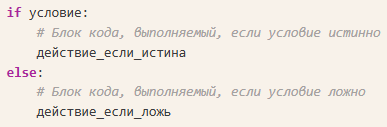 if условие:
    # Блок кода, выполняемый, если условие истинно
    действие_если_истина
else:
    # Блок кода, выполняемый, если условие ложно
    действие_если_ложь